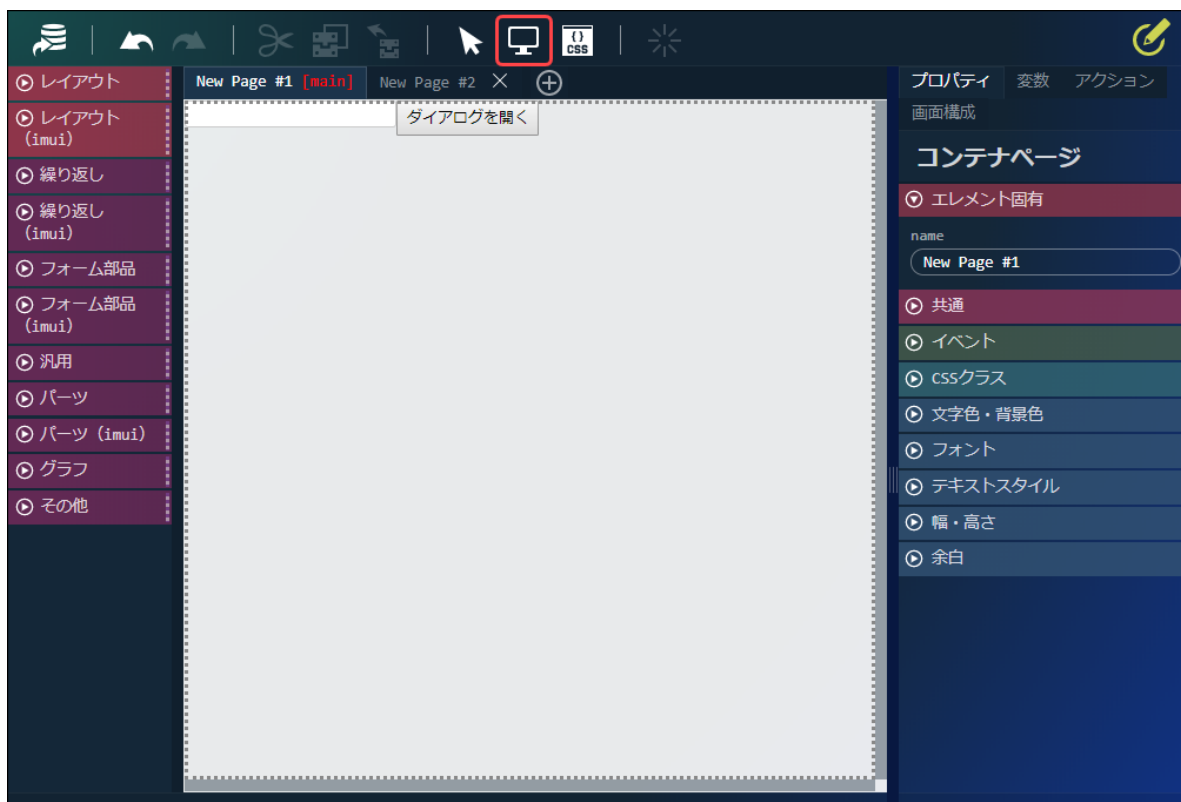 {} CSS
レイアウト
レイアウト
(imui)
繰り返し
繰り返し
(imui)
フォーム部品
フォーム部品
(imui)
汎用
パーツ
パーツ (imui)
グラフ
その他
New Page #1 [main] New Page #2
ダイアログを開く
プロパティ 変数 アクション
画面構成
コンテナページ
エレメント固有
name
New Page #1
共通
イベント
CSSクラス
文字色・背景色
フォント
テキストスタイル
幅・高さ
余白